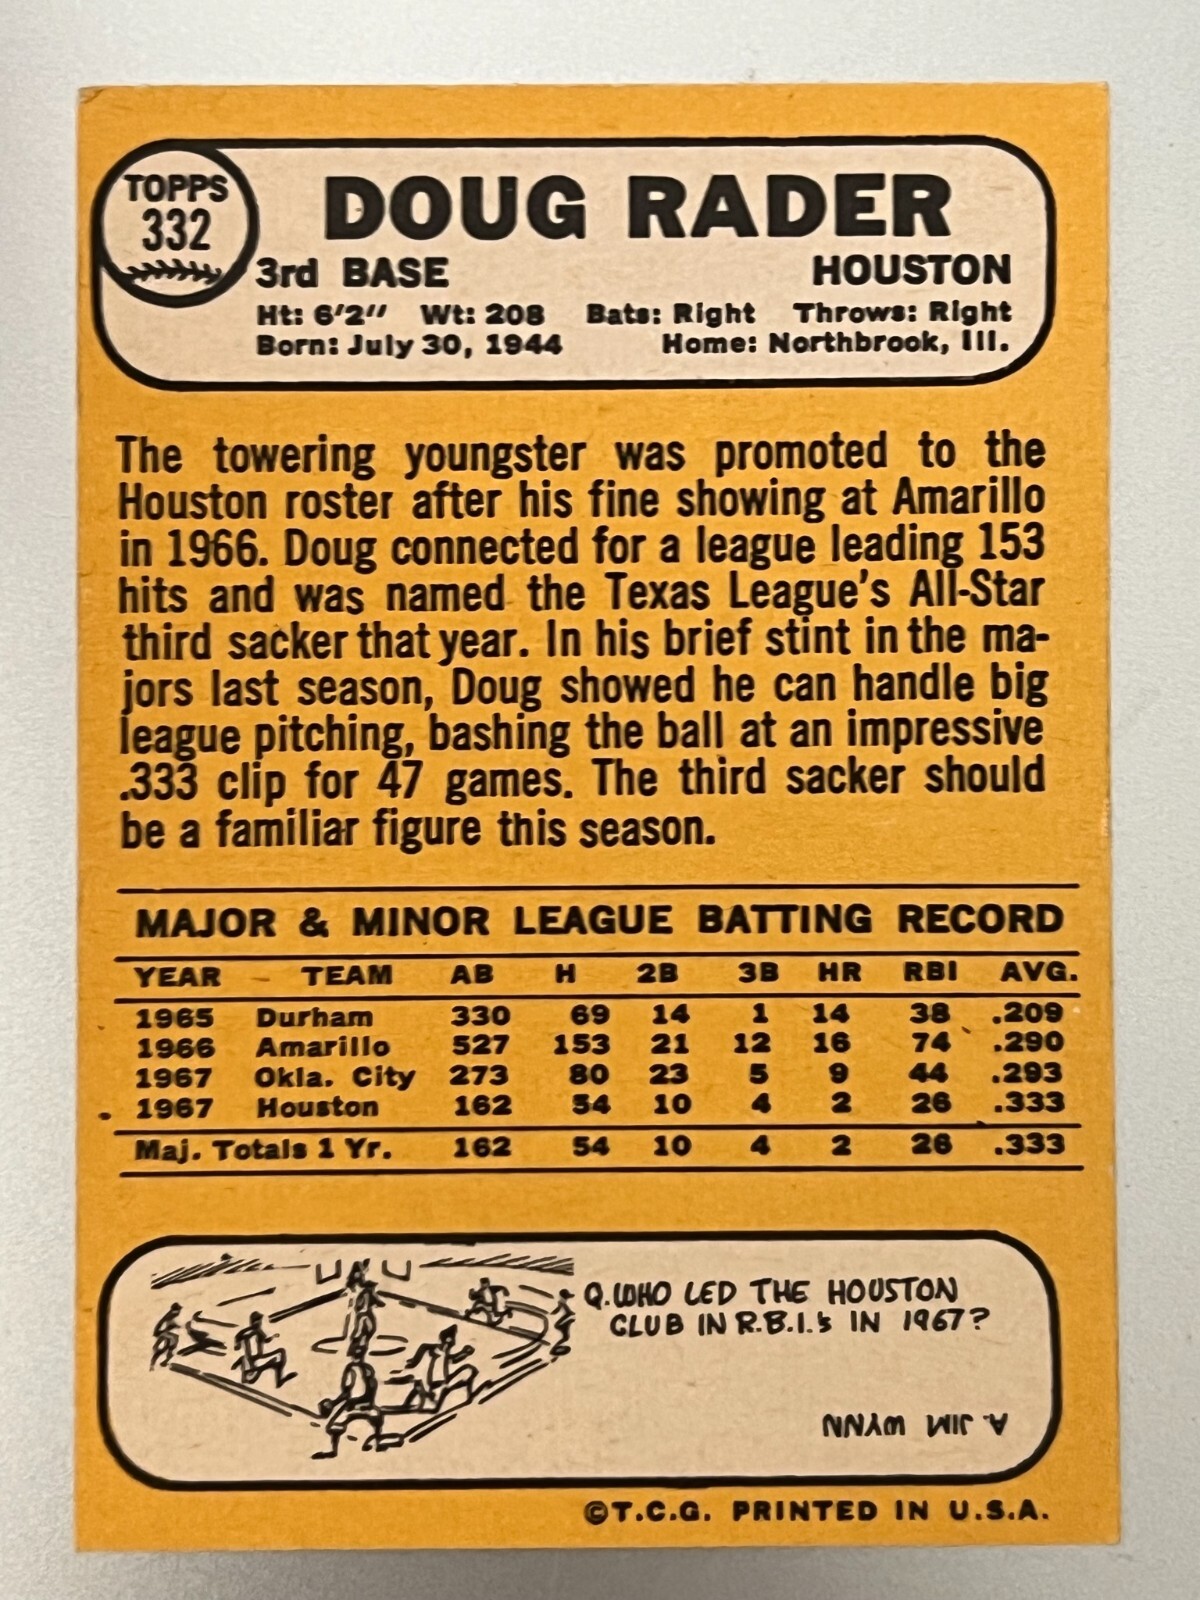 TOPPS
332
DOUG RADER
3rd BASE HOUSTON
Ht: 6'2" Wt: 208 Bats: Right Throws: Right
Born: July 30, 1944 Home: Northbrook, Ill.
The towering youngster was promoted to the
Houston roster after his fine showing at Amarillo
in 1966. Doug connected for a league leading 153
hits and was named the Texas League's All-Star
third sacker that year. In his brief stint in the ma-
jors last season, Doug showed he can handle big
league pitching, bashing the ball at an impressive
.333 clip for 47 games. The third sacker should
be a familiar figure this season.
MAJOR & MINOR LEAGUE BATTING RECORD
YEAR TEAM AB H 2B 3B HR RBI AVG.
1965 Durham 330 69 14 1 14 38 .209
1966 Amarillo 527 153 21 12 16 74 .290
1967 Okla. City 273 80 23 5 9 44 .293
1967 Houston 162 54 10 4 2 26 .333
Maj. Totals 1 Yr. 162 54 10 4 2 26 .333
Q. WHO LED THE HOUSTON
CLUB IN R.B.I.'s IN 1967?
A. JIM WYNN
©T.C.G. PRINTED IN U.S.A.